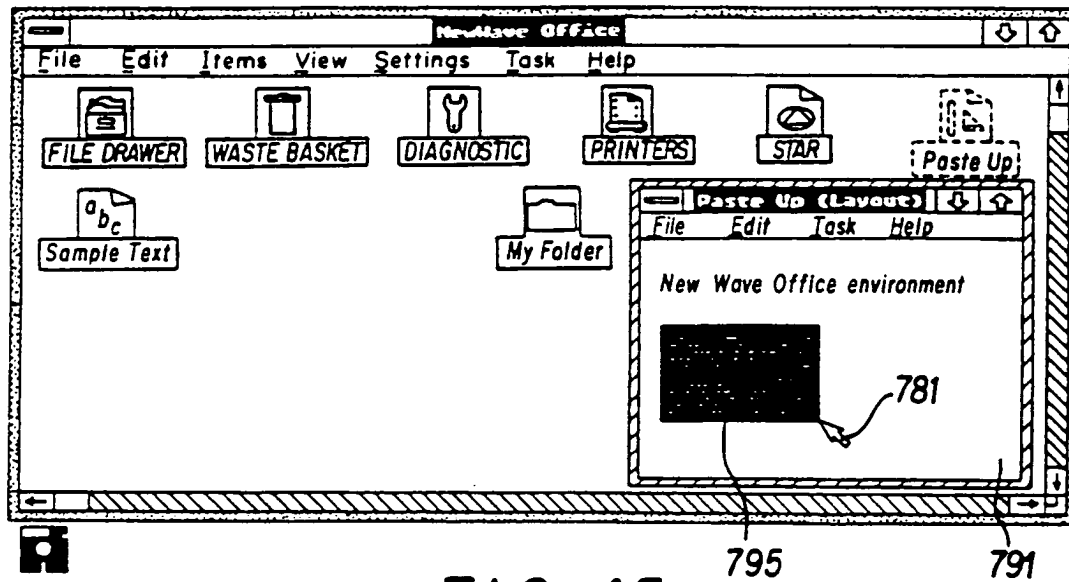 NewWave Office
File Edit Items View Settings Task Help
FILE DRAWER WASTE BASKET DIAGNOSTIC PRINTERS STAR Paste Up
abc
Sample Text My Folder
Paste Up (Layout)
File Edit Task Help
New Wave Office environment
781
795 791